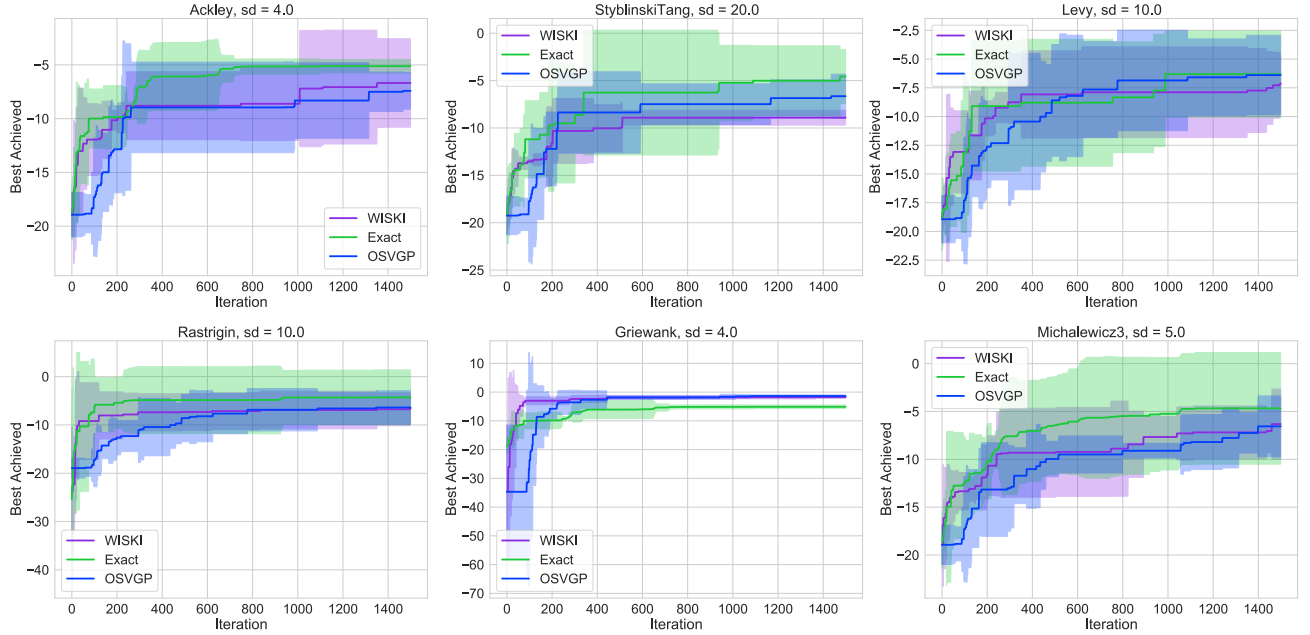 Ackley, sd = 4.0
Best Achieved
−5
−10
−15
−20
WISKI
Exact
OSVGP
0 200 400 600 800 1000 1200 1400
Iteration
StyblinskiTang, sd = 20.0
Best Achieved
0
−5
−10
−15
−20
−25
WISKI
Exact
OSVGP
0 200 400 600 800 1000 1200 1400
Iteration
Levy, sd = 10.0
Best Achieved
−2.5
−5.0
−7.5
−10.0
−12.5
−15.0
−17.5
−20.0
−22.5
WISKI
Exact
OSVGP
0 200 400 600 800 1000 1200 1400
Iteration
Rastrigin, sd = 10.0
Best Achieved
0
−10
−20
−30
−40
WISKI
Exact
OSVGP
0 200 400 600 800 1000 1200 1400
Iteration
Griewank, sd = 4.0
Best Achieved
10
0
−10
−20
−30
−40
−50
−60
−70
WISKI
Exact
OSVGP
0 200 400 600 800 1000 1200 1400
Iteration
Michalewicz3, sd = 5.0
Best Achieved
0
−5
−10
−15
−20
WISKI
Exact
OSVGP
0 200 400 600 800 1000 1200 1400
Iteration